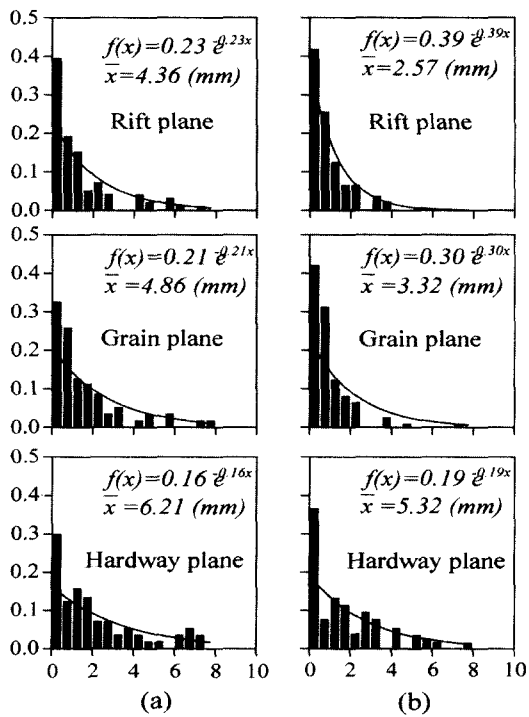 f(x)=0.23 e^-0.23x
x̄=4.36 (mm)
Rift plane
0.5
0.4
0.3
0.2
0.1
0.0
f(x)=0.39 e^-0.39x
x̄=2.57 (mm)
Rift plane
f(x)=0.21 e^-0.21x
x̄=4.86 (mm)
Grain plane
0.5
0.4
0.3
0.2
0.1
0.0
f(x)=0.30 e^-0.30x
x̄=3.32 (mm)
Grain plane
f(x)=0.16 e^-0.16x
x̄=6.21 (mm)
Hardway plane
0.5
0.4
0.3
0.2
0.1
0.0
0 2 4 6 8 10
(a)
f(x)=0.19 e^-0.19x
x̄=5.32 (mm)
Hardway plane
0 2 4 6 8 10
(b)